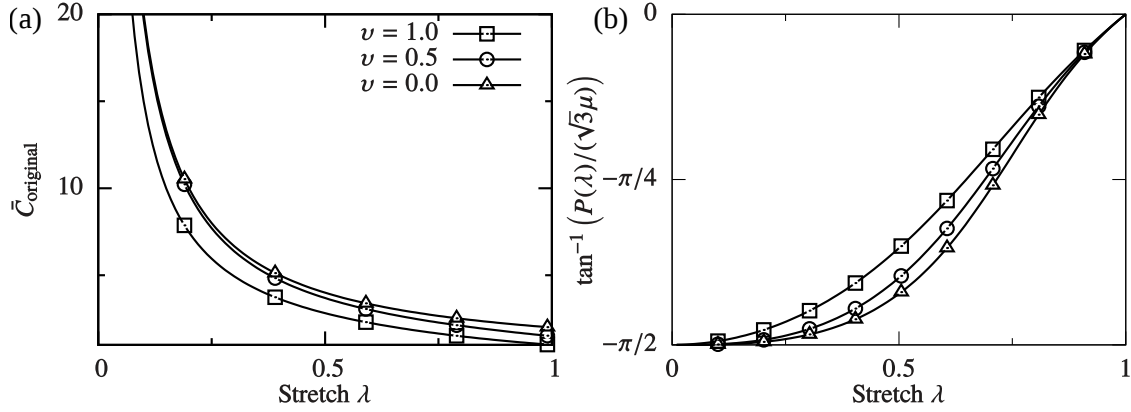 (a)
20
10
C̄original
υ = 1.0
υ = 0.5
υ = 0.0
0
0.5
1
Stretch λ
(b)
0
−π/4
−π/2
tan⁻¹ (P(λ)/(√3μ))
0
0.5
1
Stretch λ